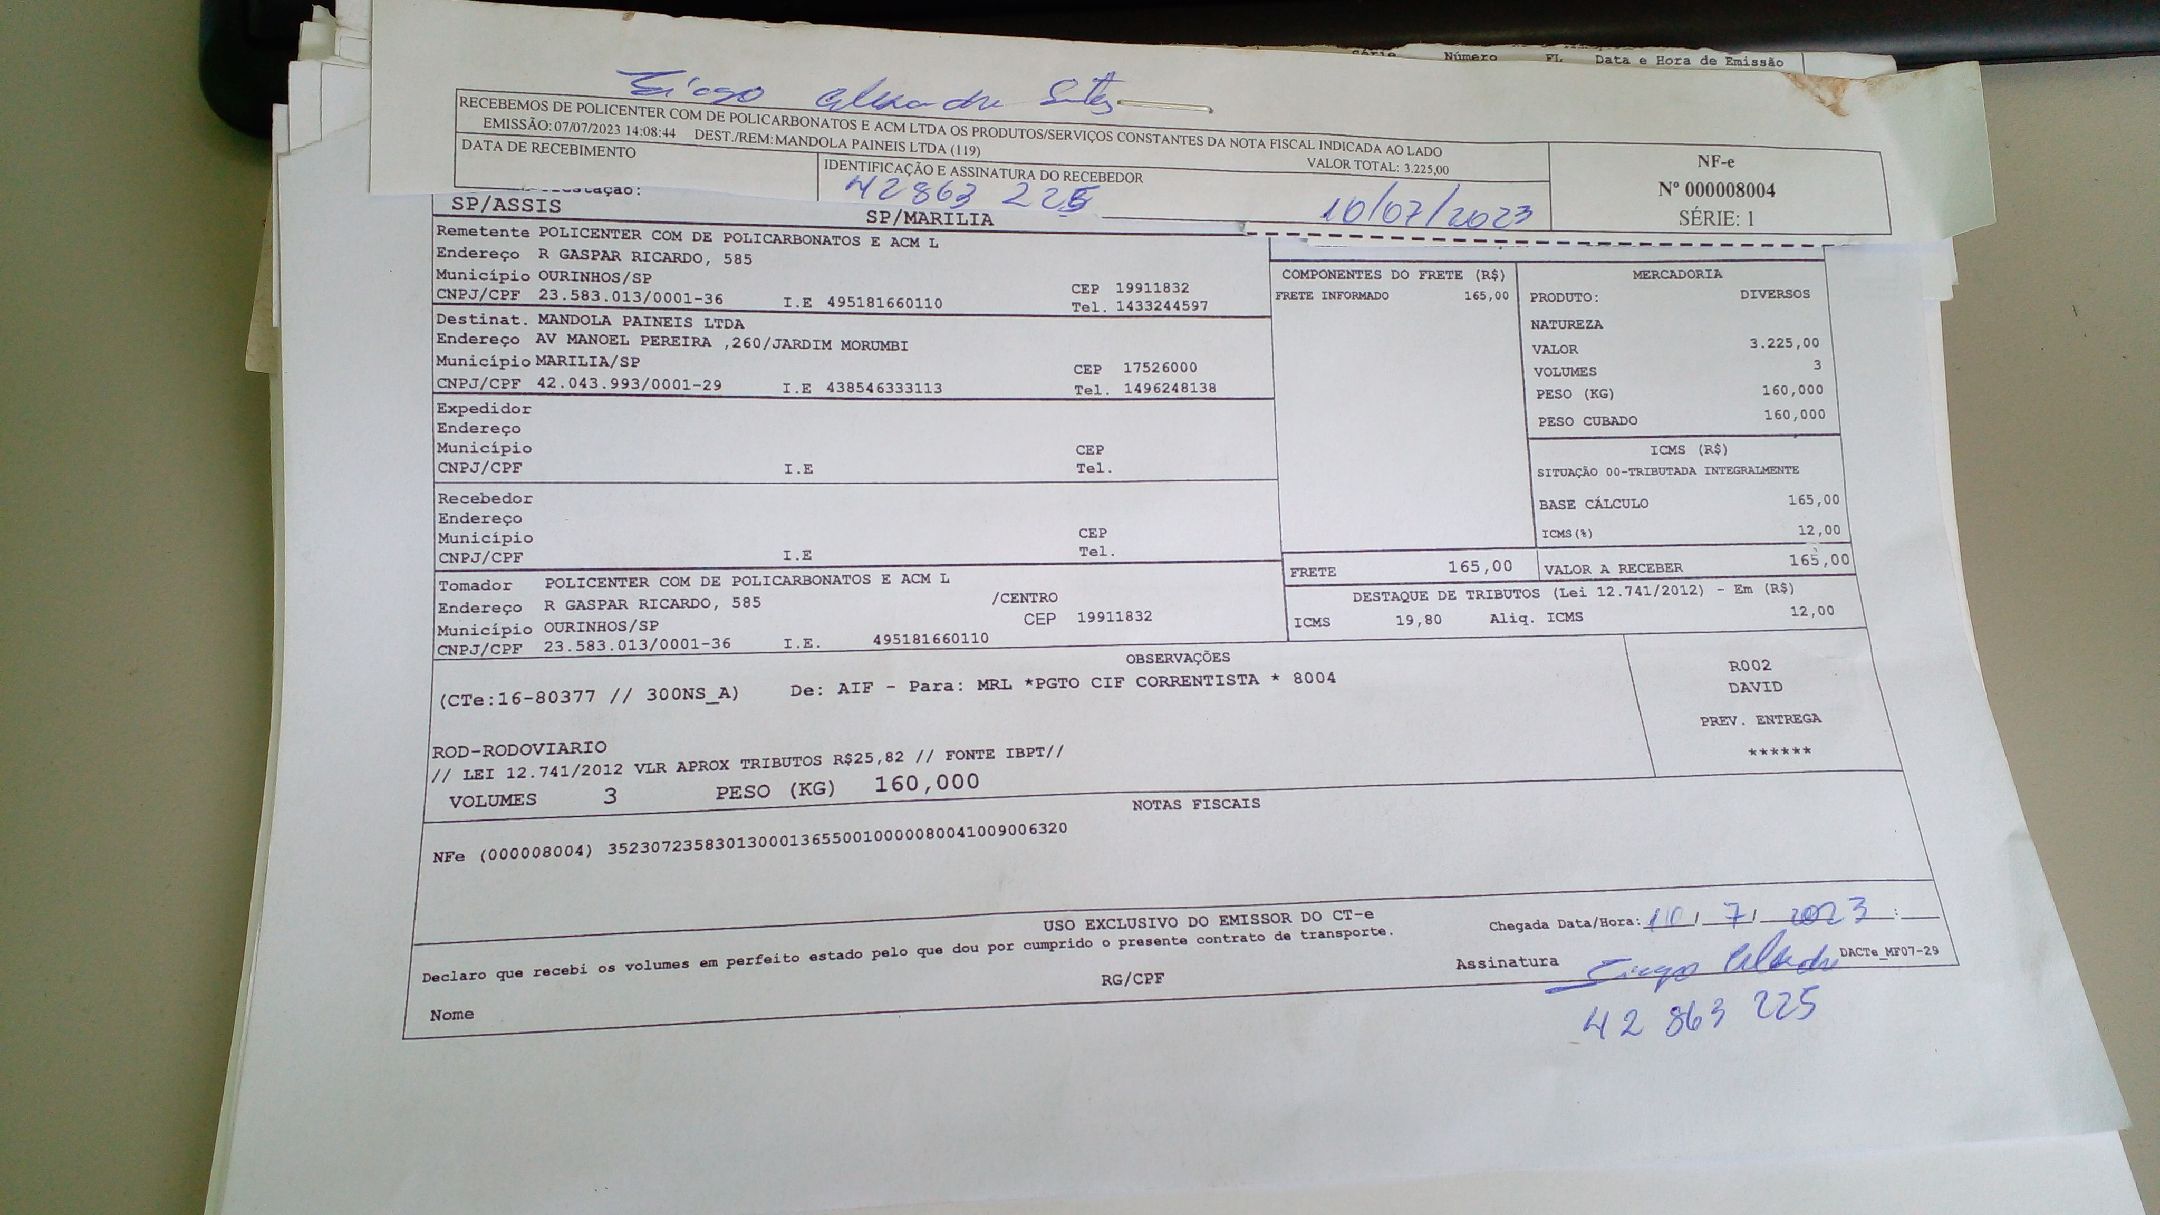 Série Número FL Data e Hora de Emissão
Tiago Alexandre
RECEBEMOS DE POLICENTER COM DE POLICARBONATOS E ACM LTDA OS PRODUTOS/SERVIÇOS CONSTANTES DA NOTA FISCAL INDICADA AO LADO
EMISSÃO: 07/07/2023 14:08:44 DEST./REM: MANDOLA PAINEIS LTDA (119) VALOR TOTAL: 3.225,00
DATA DE RECEBIMENTO
IDENTIFICAÇÃO E ASSINATURA DO RECEBEDOR
42863 225
10/07/2023
NF-e
Nº 000008004
SÉRIE: 1
SP/ASSIS SP/MARILIA
Remetente POLICENTER COM DE POLICARBONATOS E ACM L
Endereço R GASPAR RICARDO, 585
Município OURINHOS/SP CEP 19911832
CNPJ/CPF 23.583.013/0001-36 I.E 495181660110 Tel. 1433244597
Destinat. MANDOLA PAINEIS LTDA
Endereço AV MANOEL PEREIRA ,260/JARDIM MORUMBI
Município MARILIA/SP CEP 17526000
CNPJ/CPF 42.043.993/0001-29 I.E 438546333113 Tel. 1496248138
Expedidor
Endereço
Município CEP
CNPJ/CPF I.E Tel.
Recebedor
Endereço
Município CEP
CNPJ/CPF I.E Tel.
Tomador POLICENTER COM DE POLICARBONATOS E ACM L
Endereço R GASPAR RICARDO, 585 /CENTRO
Município OURINHOS/SP CEP 19911832
CNPJ/CPF 23.583.013/0001-36 I.E. 495181660110
COMPONENTES DO FRETE (R$)
FRETE INFORMADO 165,00
MERCADORIA
PRODUTO: DIVERSOS
NATUREZA
VALOR 3.225,00
VOLUMES 3
PESO (KG) 160,000
PESO CUBADO 160,000
ICMS (R$)
SITUAÇÃO 00-TRIBUTADA INTEGRALMENTE
BASE CÁLCULO 165,00
ICMS(%) 12,00
FRETE 165,00 VALOR A RECEBER 165,00
DESTAQUE DE TRIBUTOS (Lei 12.741/2012) - Em (R$)
ICMS 19,80 Aliq. ICMS 12,00
OBSERVAÇÕES
(CTe:16-80377 // 300NS_A) De: AIF - Para: MRL *PGTO CIF CORRENTISTA * 8004
R002
DAVID
PREV. ENTREGA
******
ROD-RODOVIARIO
// LEI 12.741/2012 VLR APROX TRIBUTOS R$25,82 // FONTE IBPT//
VOLUMES 3 PESO (KG) 160,000
NOTAS FISCAIS
NFe (000008004) 35230723583013000136550010000080041009006320
USO EXCLUSIVO DO EMISSOR DO CT-e
Declaro que recebi os volumes em perfeito estado pelo que dou por cumprido o presente contrato de transporte.
Chegada Data/Hora: 10/ 7/ 2023 :
Nome RG/CPF Assinatura Tiago Alexandre DACTe_MF07-29
42 863 225